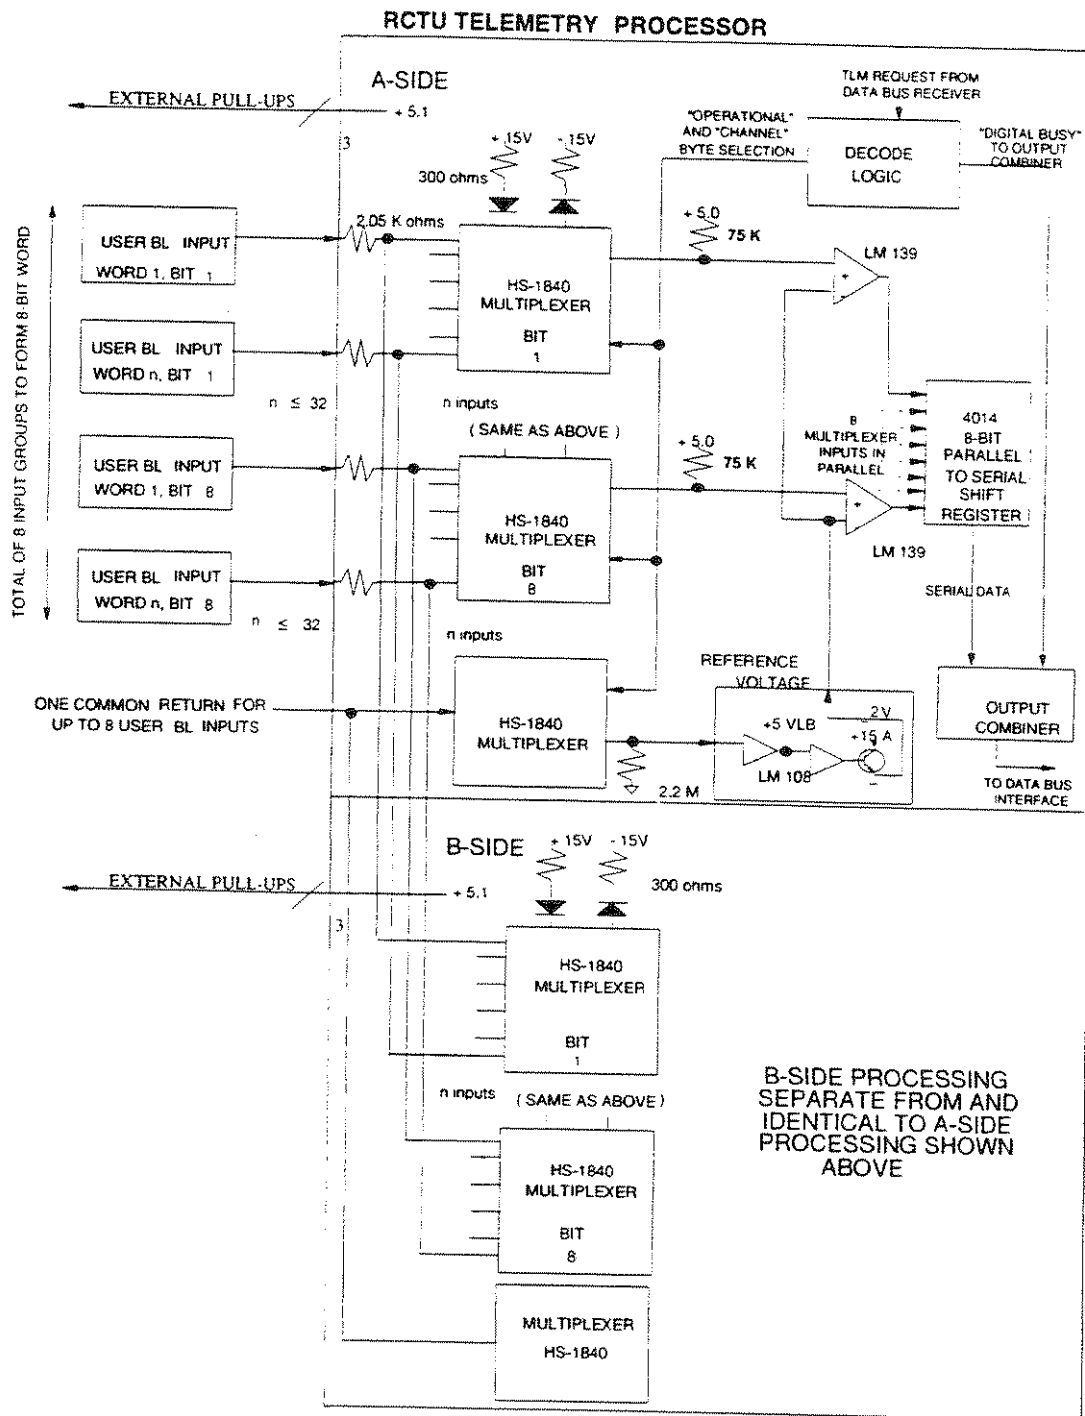 RCTU TELEMETRY PROCESSOR
A-SIDE
EXTERNAL PULL-UPS
+ 5.1
3
TLM REQUEST FROM
DATA BUS RECEIVER
"OPERATIONAL"
AND "CHANNEL"
BYTE SELECTION
DECODE
LOGIC
"DIGITAL BUSY"
TO OUTPUT
COMBINER
+ 15V
- 15V
300 ohms
2.05 K ohms
TOTAL OF 8 INPUT GROUPS TO FORM 8-BIT WORD
USER BL INPUT
WORD 1, BIT 1
USER BL INPUT
WORD n, BIT 1
n ≤ 32
HS-1840
MULTIPLEXER
BIT
1
n inputs
+ 5.0
75 K
LM 139
( SAME AS ABOVE )
USER BL INPUT
WORD 1, BIT 8
USER BL INPUT
WORD n, BIT 8
n ≤ 32
HS-1840
MULTIPLEXER
BIT
8
n inputs
+ 5.0
75 K
LM 139
8
MULTIPLEXER
INPUTS IN
PARALLEL
4014
8-BIT
PARALLEL
TO SERIAL
SHIFT
REGISTER
SERIAL DATA
ONE COMMON RETURN FOR
UP TO 8 USER BL INPUTS
HS-1840
MULTIPLEXER
2.2 M
REFERENCE
VOLTAGE
+5 VLB
2V
+15 A
LM 108
OUTPUT
COMBINER
TO DATA BUS
INTERFACE
B-SIDE
+ 15V
- 15V
300 ohms
EXTERNAL PULL-UPS
+ 5.1
3
HS-1840
MULTIPLEXER
BIT
1
n inputs
( SAME AS ABOVE )
HS-1840
MULTIPLEXER
BIT
8
MULTIPLEXER
HS-1840
B-SIDE PROCESSING
SEPARATE FROM AND
IDENTICAL TO A-SIDE
PROCESSING SHOWN
ABOVE